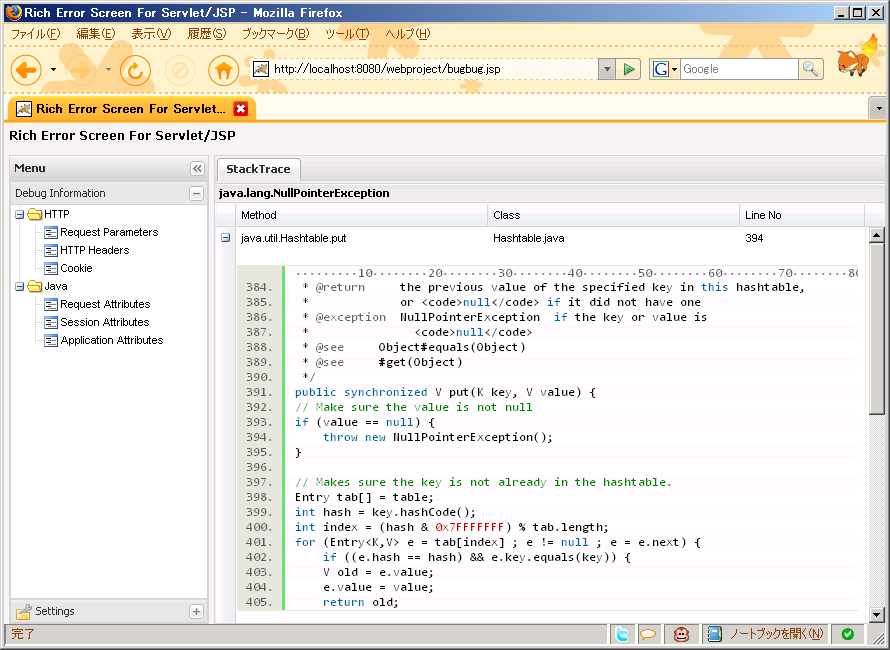 Rich Error Screen For Servlet/JSP - Mozilla Firefox
ファイル(F) 編集(E) 表示(V) 履歴(S) ブックマーク(B) ツール(T) ヘルプ(H)
http://localhost:8080/webproject/bugbug.jsp
G Google
Rich Error Screen For Servlet...
Rich Error Screen For Servlet/JSP
Menu
Debug Information
HTTP
Request Parameters
HTTP Headers
Cookie
Java
Request Attributes
Session Attributes
Application Attributes
Settings
StackTrace
java.lang.NullPointerException
Method Class Line No
java.util.Hashtable.put Hashtable.java 394
·········10········20········30········40········50········60········70········80
384. * @return     the previous value of the specified key in this hashtable,
385. *             or <code>null</code> if it did not have one
386. * @exception  NullPointerException  if the key or value is
387. *               <code>null</code>
388. * @see     Object#equals(Object)
389. * @see     #get(Object)
390. */
391. public synchronized V put(K key, V value) {
392. // Make sure the value is not null
393. if (value == null) {
394.     throw new NullPointerException();
395. }
396.
397. // Makes sure the key is not already in the hashtable.
398. Entry tab[] = table;
399. int hash = key.hashCode();
400. int index = (hash & 0x7FFFFFFF) % tab.length;
401. for (Entry<K,V> e = tab[index] ; e != null ; e = e.next) {
402.     if ((e.hash == hash) && e.key.equals(key)) {
403.     V old = e.value;
404.     e.value = value;
405.     return old;
完了
ノートブックを開く(N)